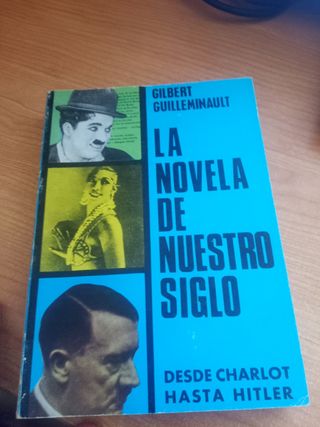 GILBERT
GUILLEMINAULT
LA
NOVELA
DE
NUESTRO
SIGLO
DESDE CHARLOT
HASTA HITLER